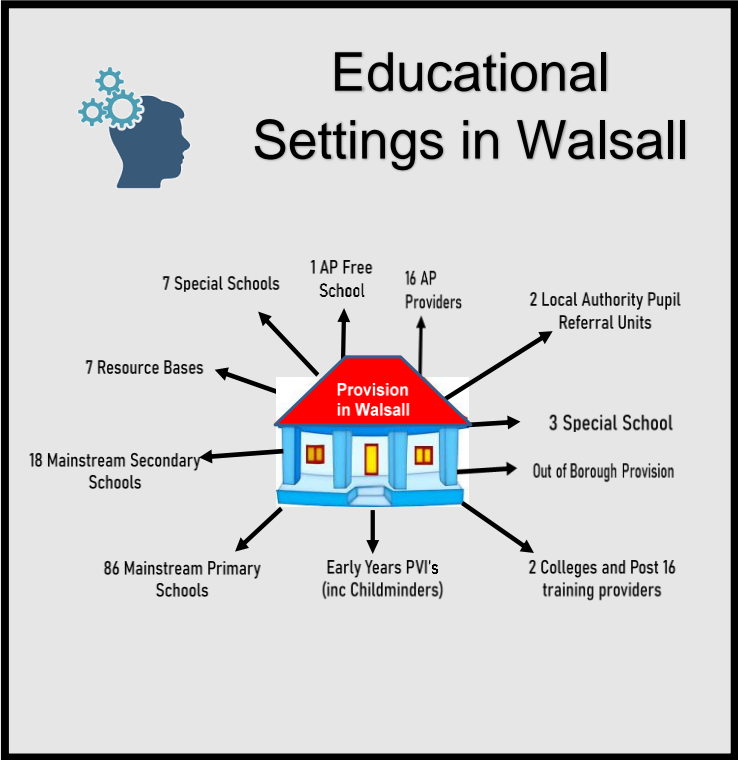 Educational
Settings in Walsall
7 Special Schools
1 AP Free
School
16 AP
Providers
2 Local Authority Pupil
Referral Units
7 Resource Bases
Provision
in Walsall
3 Special School
18 Mainstream Secondary
Schools
Out of Borough Provision
86 Mainstream Primary
Schools
Early Years PVI's
(inc Childminders)
2 Colleges and Post 16
training providers